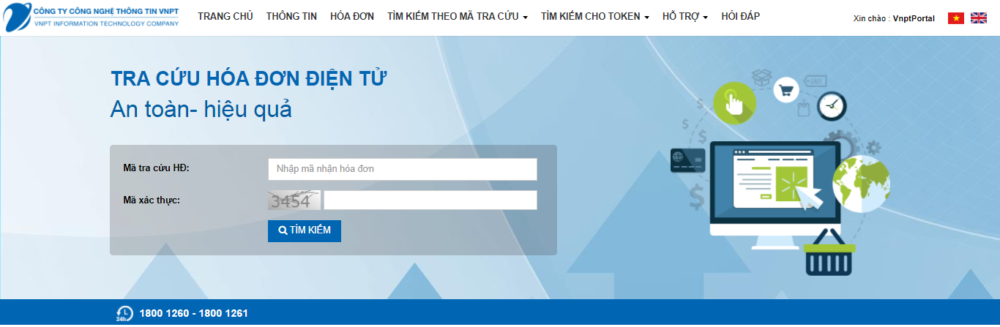 CÔNG TY CÔNG NGHỆ THÔNG TIN VNPT
VNPT INFORMATION TECHNOLOGY COMPANY
TRANG CHỦ THÔNG TIN HÓA ĐƠN TÌM KIẾM THEO MÃ TRA CỨU TÌM KIẾM CHO TOKEN HỖ TRỢ HỎI ĐÁP
Xin chào : VnptPortal
TRA CỨU HÓA ĐƠN ĐIỆN TỬ
An toàn- hiệu quả
SALE
Mã tra cứu HĐ: Nhập mã nhận hóa đơn
Mã xác thực: 3454
TÌM KIẾM
24h 1800 1260 - 1800 1261